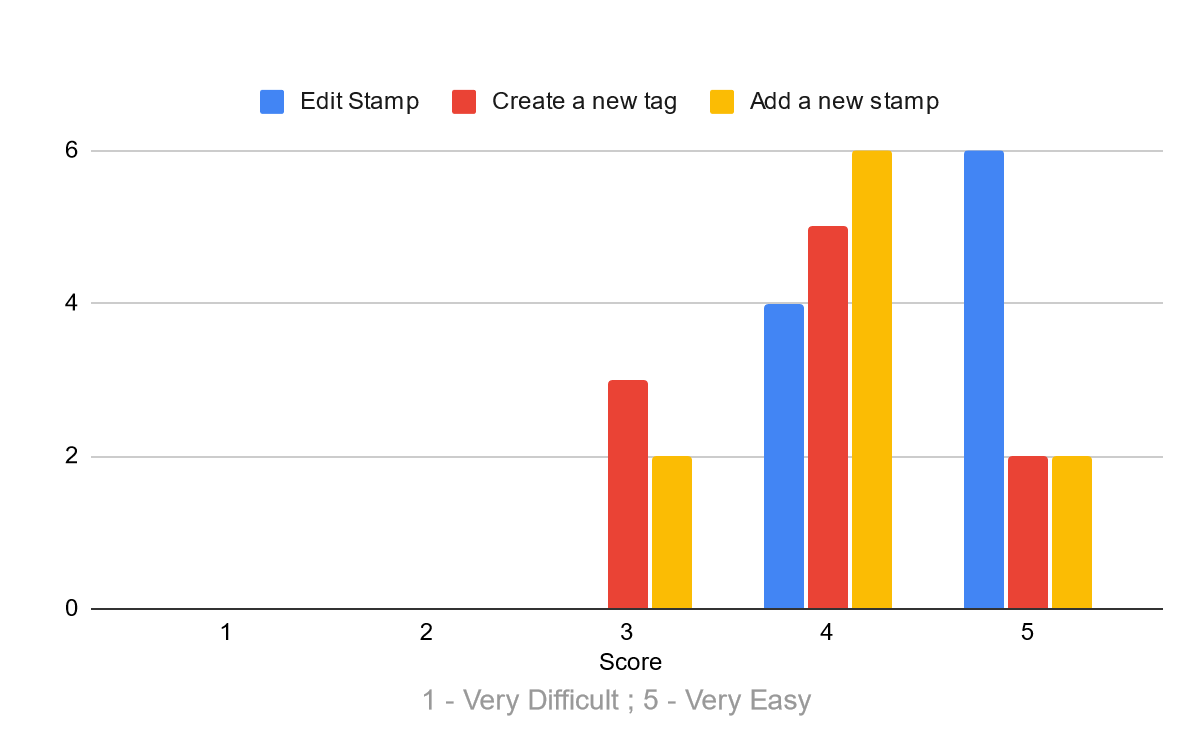 Edit Stamp Create a new tag Add a new stamp
6
4
2
0
1 2 3 4 5
Score
1 - Very Difficult ; 5 - Very Easy